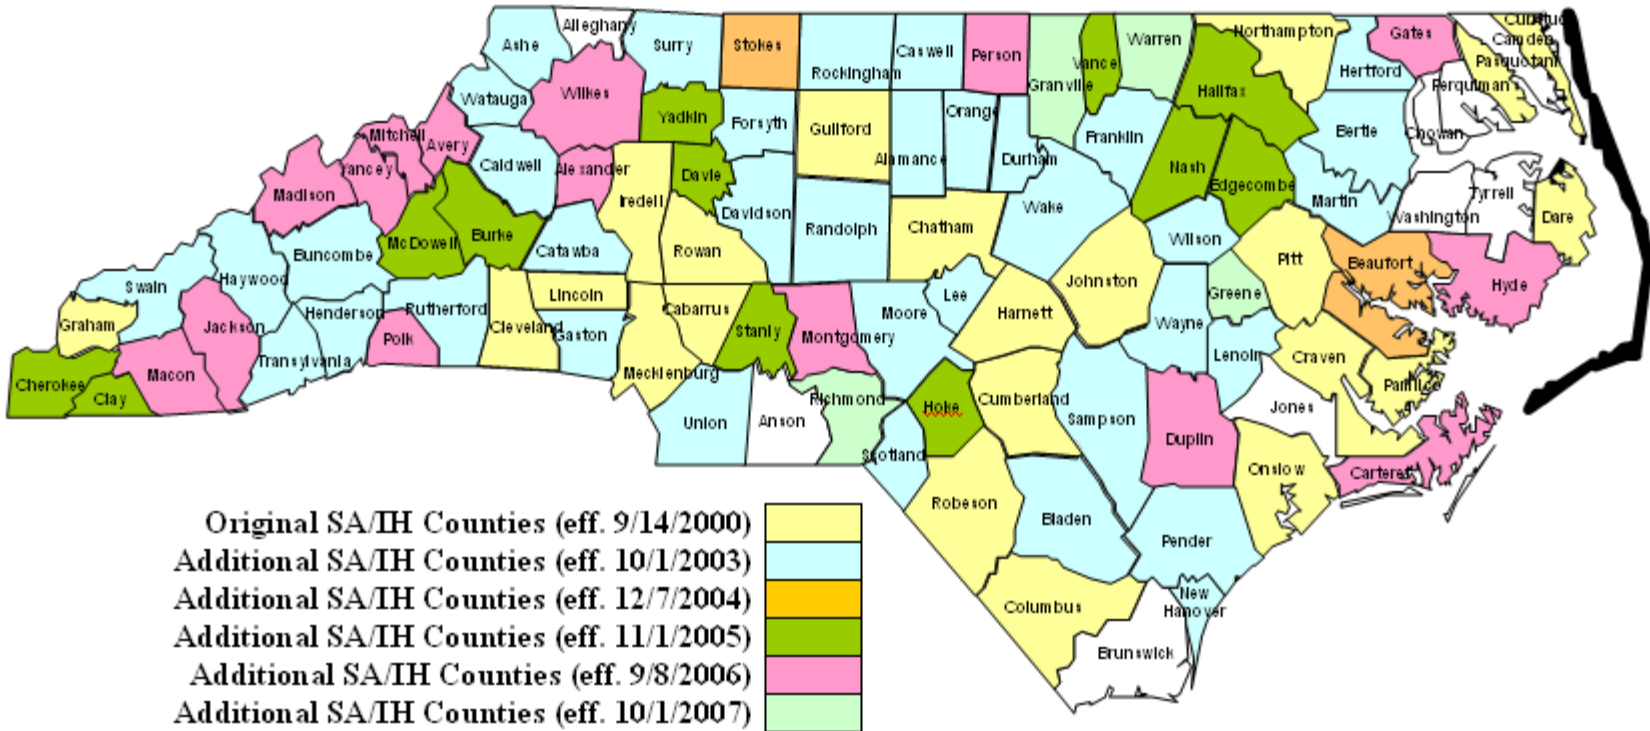 Alleghany
Ashe
Surry
Stokes
Rockingham
Caswell
Person
Granville
Vance
Warren
Northampton
Gates
Hertford
Camden
Pasquotank
Perquimans
Chowan
Watauga
Wilkes
Yadkin
Forsyth
Guilford
Alamance
Orange
Durham
Franklin
Halifax
Bertie
Mitchell
Avery
Yancey
Madison
Caldwell
Alexander
Iredell
Davie
Davidson
Randolph
Chatham
Wake
Nash
Edgecombe
Martin
Washington
Tyrrell
Dare
McDowell
Burke
Catawba
Rowan
Buncombe
Haywood
Swain
Graham
Jackson
Henderson
Transylvania
Rutherford
Polk
Cleveland
Lincoln
Gaston
Cabarrus
Mecklenburg
Stanly
Montgomery
Moore
Lee
Harnett
Johnston
Wilson
Greene
Pitt
Beaufort
Hyde
Wayne
Lenoir
Craven
Pamlico
Cherokee
Clay
Macon
Union
Anson
Richmond
Scotland
Hoke
Cumberland
Sampson
Duplin
Jones
Onslow
Carteret
Robeson
Bladen
Pender
New
Hanover
Columbus
Brunswick
Original SA/IH Counties (eff. 9/14/2000)
Additional SA/IH Counties (eff. 10/1/2003)
Additional SA/IH Counties (eff. 12/7/2004)
Additional SA/IH Counties (eff. 11/1/2005)
Additional SA/IH Counties (eff. 9/8/2006)
Additional SA/IH Counties (eff. 10/1/2007)